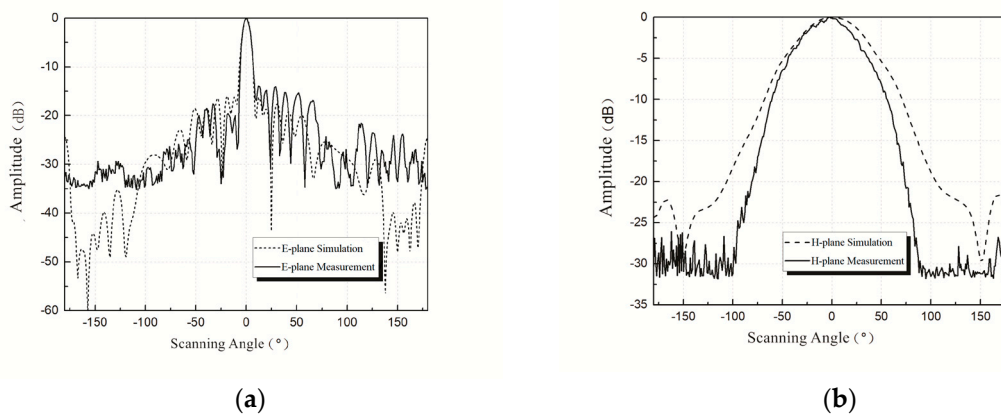 0
-10
-20
-30
-40
-50
-60
Amplitude (dB)
E-plane Simulation
E-plane Measurement
-150 -100 -50 0 50 100 150
Scanning Angle (°)
(a)
0
-5
-10
-15
-20
-25
-30
-35
Amplitude (dB)
H-plane Simulation
H-plane Measurement
-150 -100 -50 0 50 100 150
Scanning Angle (°)
(b)